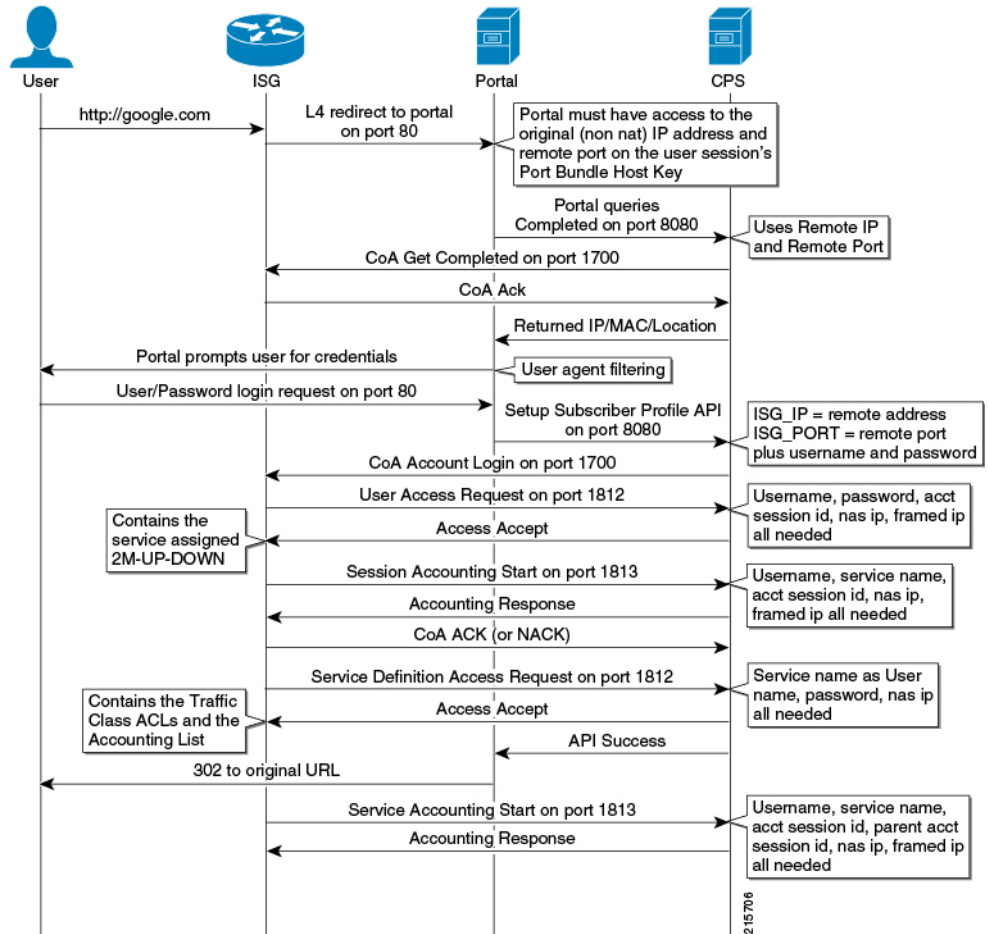 User
ISG
Portal
CPS
http://google.com
L4 redirect to portal
on port 80
Portal must have access to the
original (non nat) IP address and
remote port on the user session's
Port Bundle Host Key
Portal queries
Completed on port 8080
Uses Remote IP
and Remote Port
CoA Get Completed on port 1700
CoA Ack
Returned IP/MAC/Location
Portal prompts user for credentials
User agent filtering
User/Password login request on port 80
Setup Subscriber Profile API
on port 8080
ISG_IP = remote address
ISG_PORT = remote port
plus username and password
CoA Account Login on port 1700
User Access Request on port 1812
Username, password, acct
session id, nas ip, framed ip
all needed
Contains the
service assigned
2M-UP-DOWN
Access Accept
Session Accounting Start on port 1813
Username, service name,
acct session id, nas ip,
framed ip all needed
Accounting Response
CoA ACK (or NACK)
Service Definition Access Request on port 1812
Service name as User
name, password, nas ip
all needed
Contains the Traffic
Class ACLs and the
Accounting List
Access Accept
API Success
302 to original URL
Service Accounting Start on port 1813
Username, service name,
acct session id, parent acct
session id, nas ip, framed ip
all needed
Accounting Response
215706